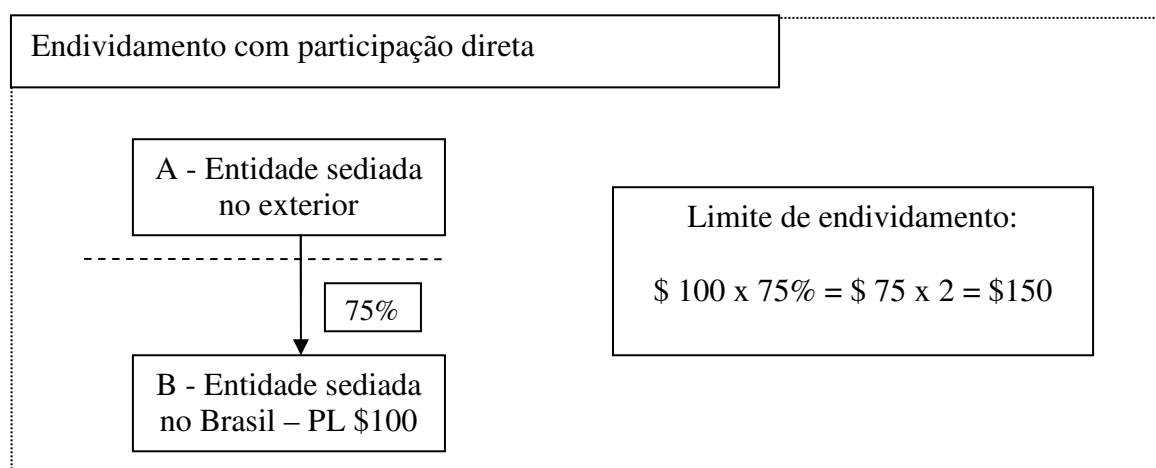 Endividamento com participação direta
A - Entidade sediada
no exterior
Limite de endividamento:
$ 100 x 75% = $ 75 x 2 = $150
75%
B - Entidade sediada
no Brasil – PL $100